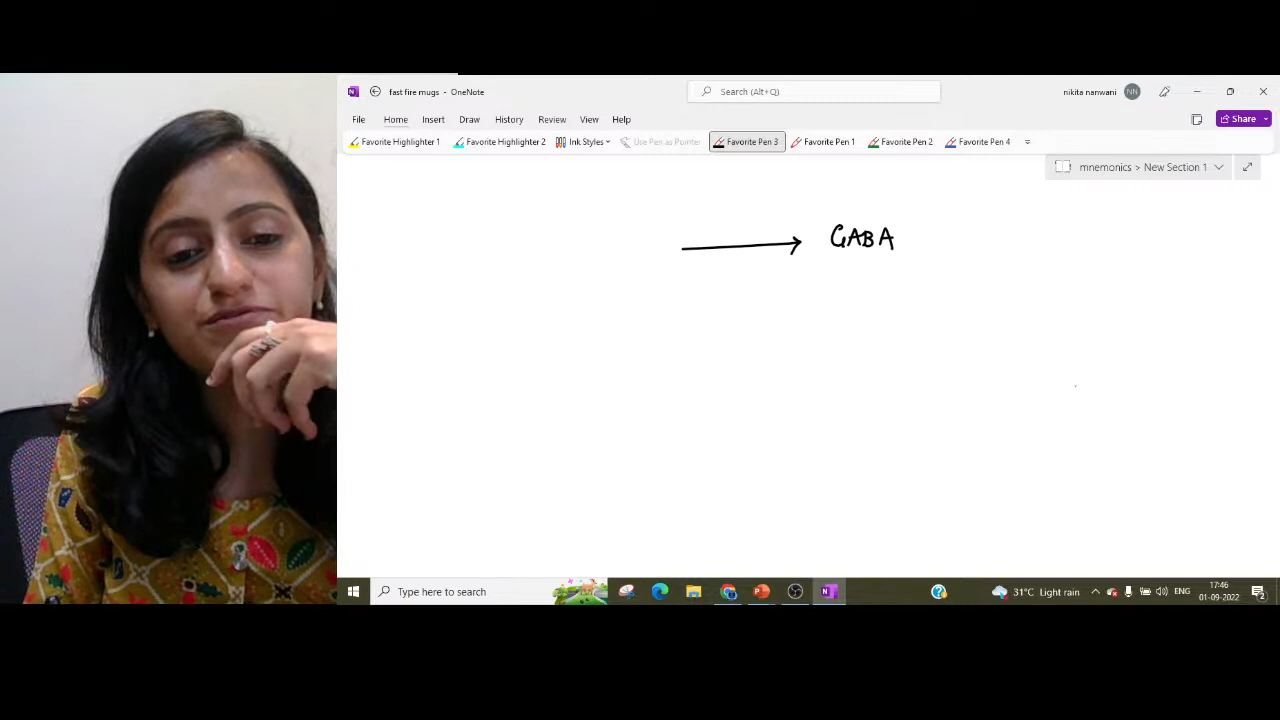 fast fire mugs - OneNote
Search (Alt+Q)
nikita nanwani NN
File Home Insert Draw History Review View Help
Share
Favorite Highlighter 1 Favorite Highlighter 2 Ink Styles Use Pen as Pointer Favorite Pen 3 Favorite Pen 1 Favorite Pen 2 Favorite Pen 4
mnemonics > New Section 1
GABA
Type here to search
31°C Light rain
ENG
17:46
01-09-2022
2